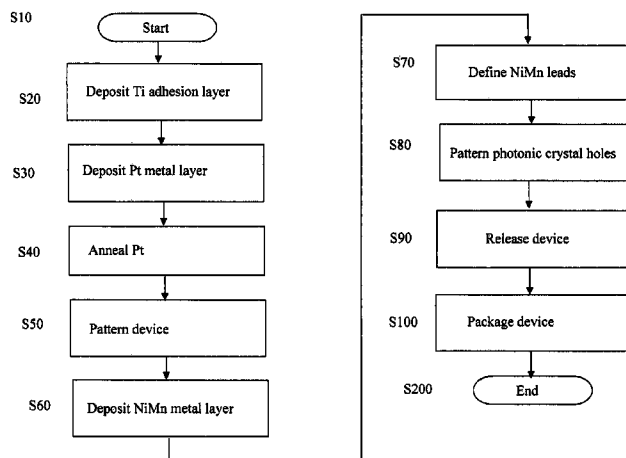 S10
Start
S20
Deposit Ti adhesion layer
S30
Deposit Pt metal layer
S40
Anneal Pt
S50
Pattern device
S60
Deposit NiMn metal layer
S70
Define NiMn leads
S80
Pattern photonic crystal holes
S90
Release device
S100
Package device
S200
End